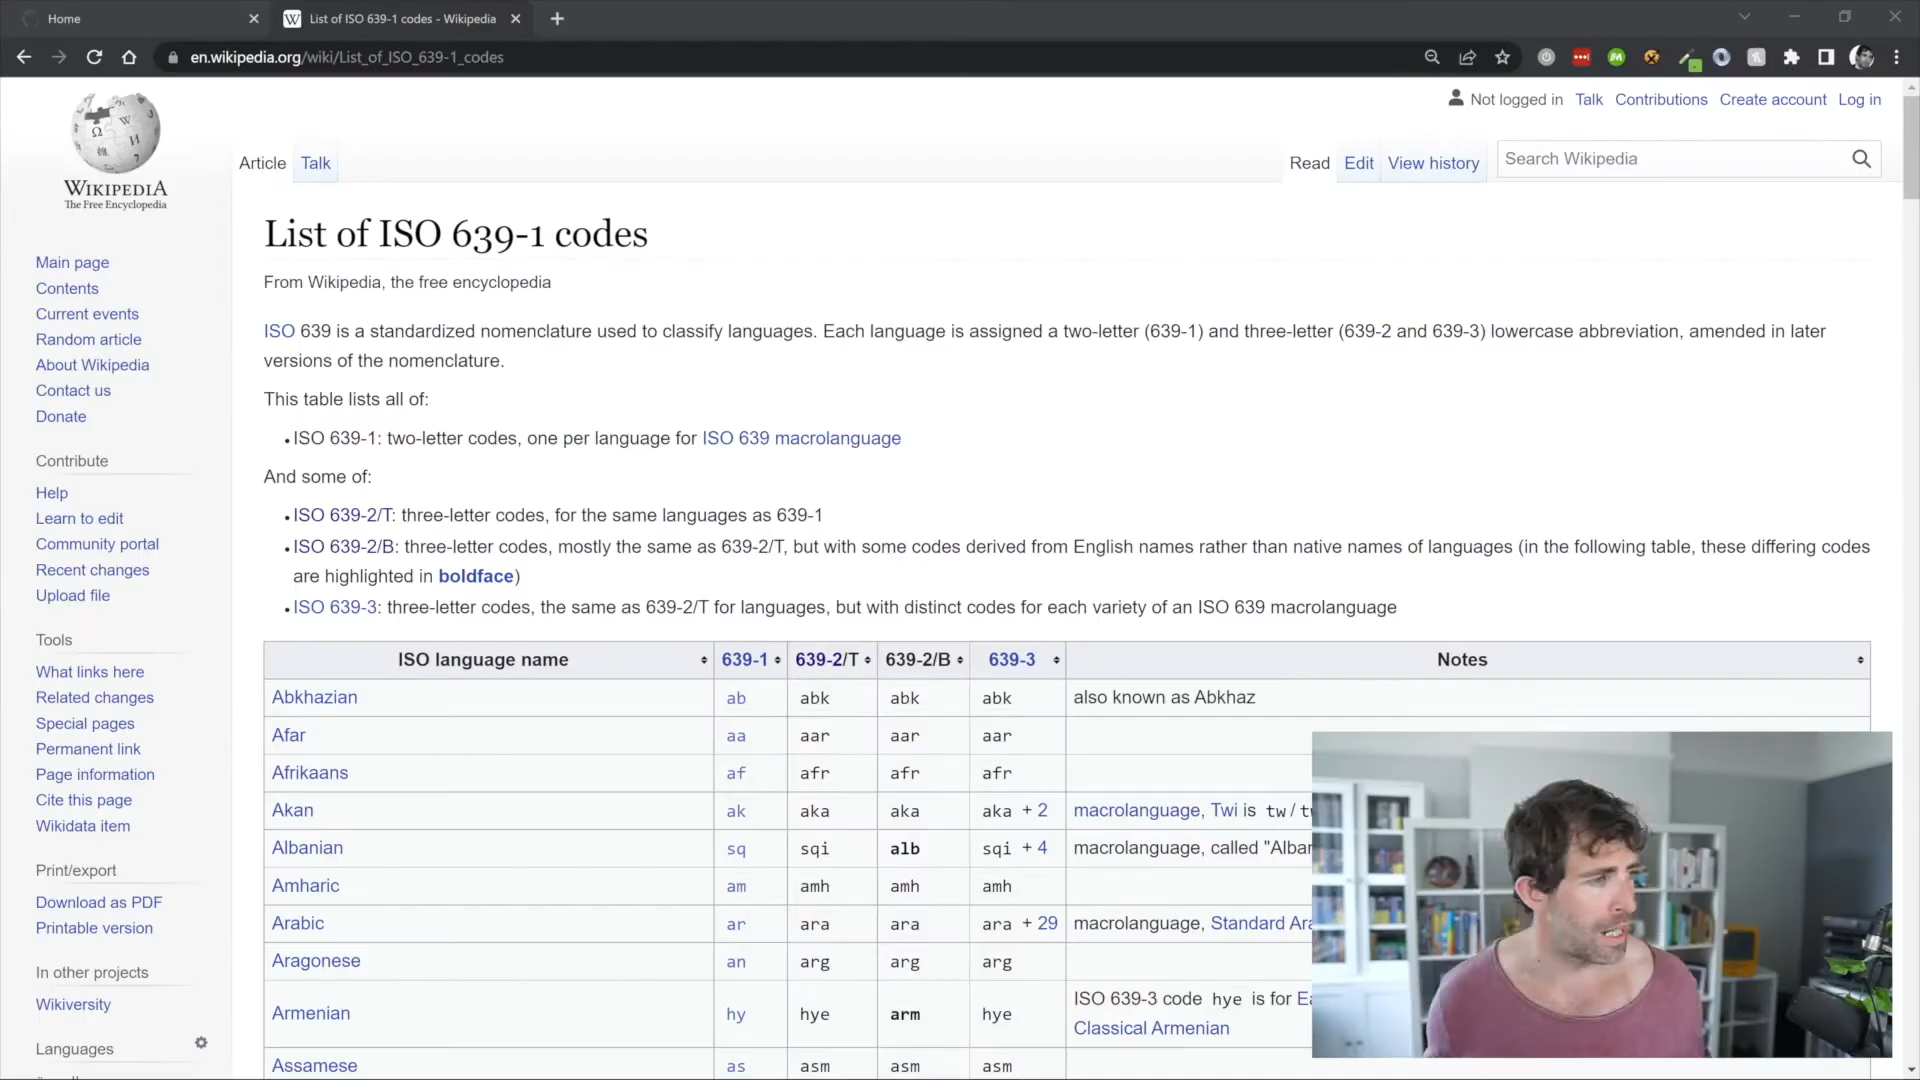 Home
List of ISO 639-1 codes - Wikipedia
en.wikipedia.org/wiki/List_of_ISO_639-1_codes
Not logged in Talk Contributions Create account Log in
WIKIPEDIA
The Free Encyclopedia
Article Talk
Read Edit View history
Search Wikipedia
List of ISO 639-1 codes
From Wikipedia, the free encyclopedia
ISO 639 is a standardized nomenclature used to classify languages. Each language is assigned a two-letter (639-1) and three-letter (639-2 and 639-3) lowercase abbreviation, amended in later
versions of the nomenclature.
This table lists all of:
• ISO 639-1: two-letter codes, one per language for ISO 639 macrolanguage
And some of:
• ISO 639-2/T: three-letter codes, for the same languages as 639-1
• ISO 639-2/B: three-letter codes, mostly the same as 639-2/T, but with some codes derived from English names rather than native names of languages (in the following table, these differing codes
are highlighted in boldface)
• ISO 639-3: three-letter codes, the same as 639-2/T for languages, but with distinct codes for each variety of an ISO 639 macrolanguage
ISO language name 639-1 639-2/T 639-2/B 639-3 Notes
Abkhazian ab abk abk abk also known as Abkhaz
Afar aa aar aar aar
Afrikaans af afr afr afr
Akan ak aka aka aka + 2 macrolanguage, Twi is tw/
Albanian sq sqi alb sqi + 4 macrolanguage, called "Albar
Amharic am amh amh amh
Arabic ar ara ara ara + 29 macrolanguage, Standard Ara
Aragonese an arg arg arg
Armenian hy hye arm hye ISO 639-3 code hye is for Ea
Classical Armenian
Assamese as asm asm asm
Main page
Contents
Current events
Random article
About Wikipedia
Contact us
Donate
Contribute
Help
Learn to edit
Community portal
Recent changes
Upload file
Tools
What links here
Related changes
Special pages
Permanent link
Page information
Cite this page
Wikidata item
Print/export
Download as PDF
Printable version
In other projects
Wikiversity
Languages